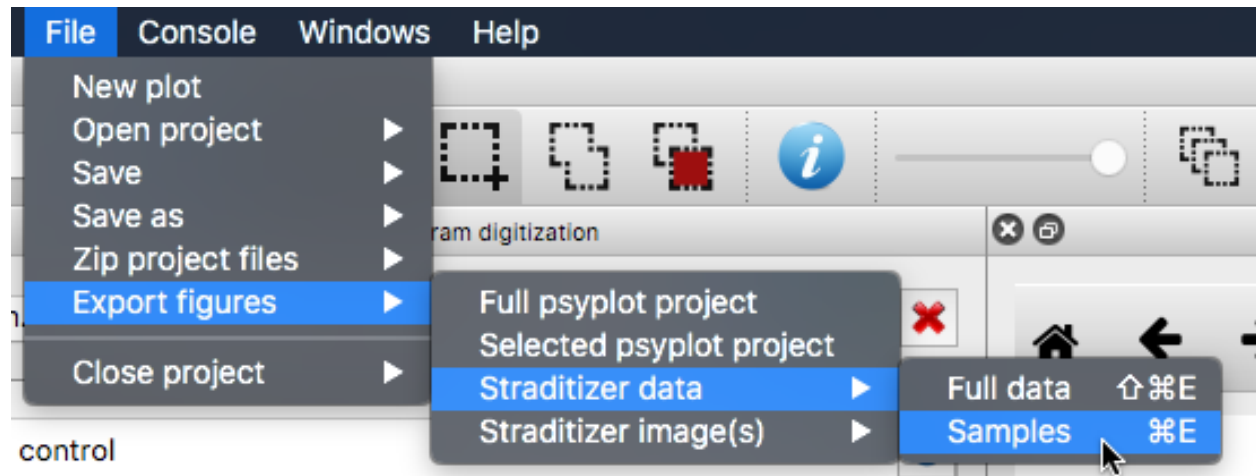 File Console Windows Help
New plot
Open project
Save
Save as
Zip project files
Export figures
Close project
ram digitization
Full psyplot project
Selected psyplot project
Straditizer data
Straditizer image(s)
Full data ⇧⌘E
Samples ⌘E
control